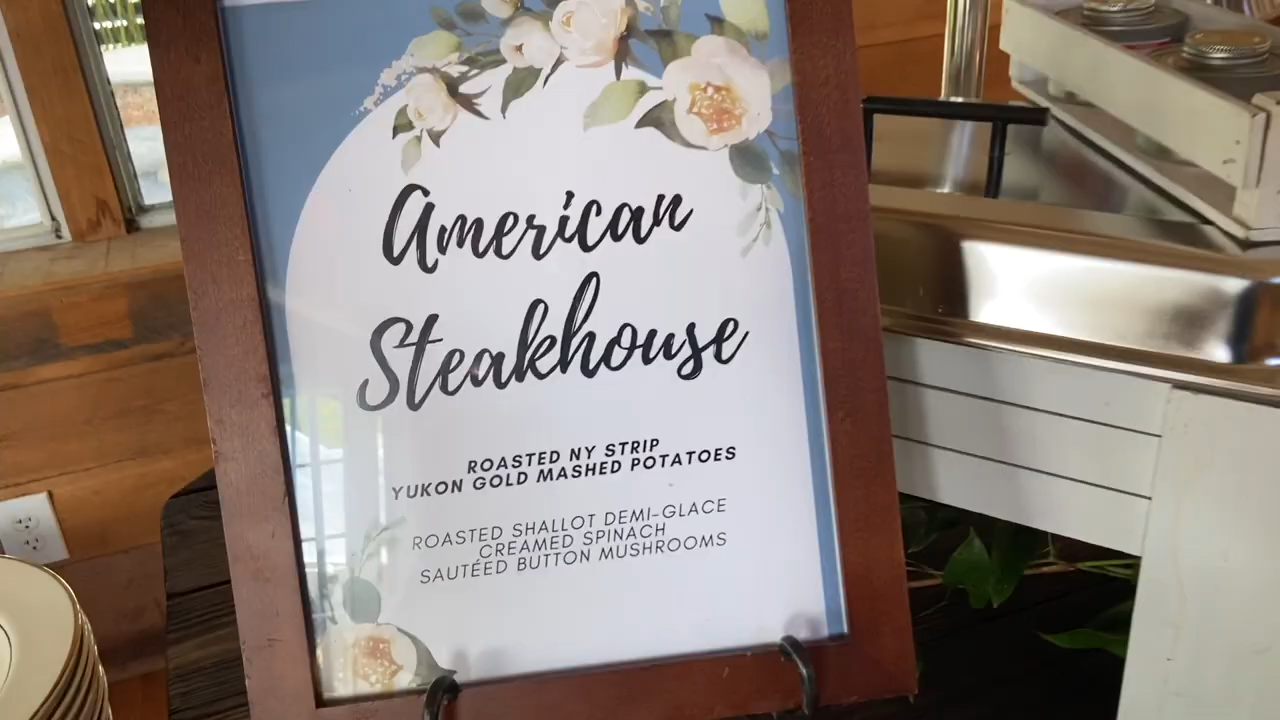 American
Steakhouse
ROASTED NY STRIP
YUKON GOLD MASHED POTATOES
ROASTED SHALLOT DEMI-GLACE
CREAMED SPINACH
SAUTÉED BUTTON MUSHROOMS